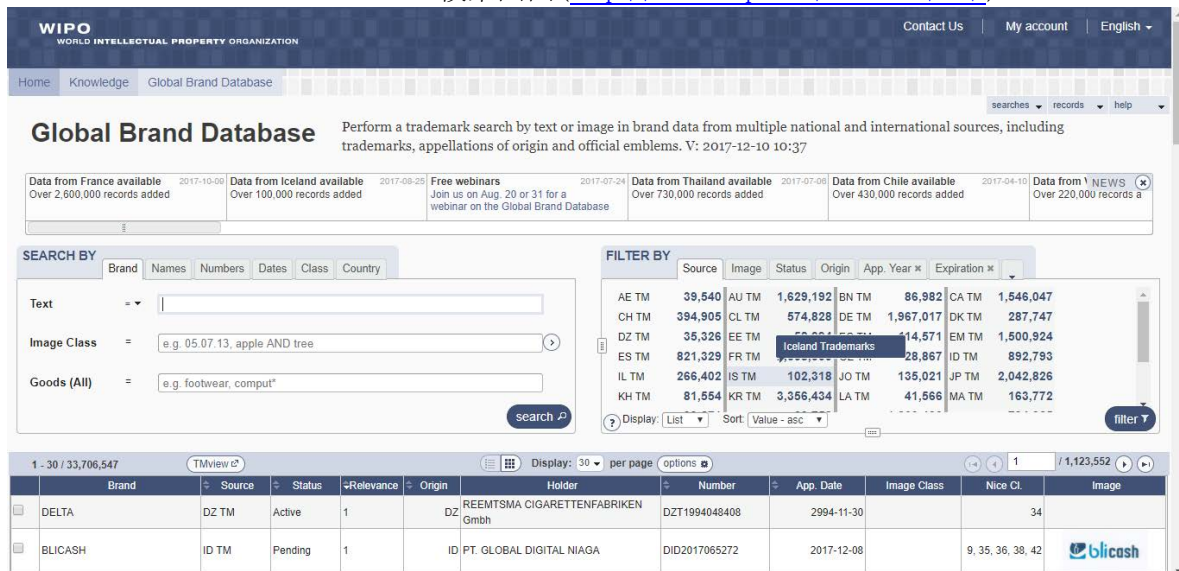 WIPO
WORLD INTELLECTUAL PROPERTY ORGANIZATION
Contact Us | My account | English
Home Knowledge Global Brand Database
searches records help
Global Brand Database
Perform a trademark search by text or image in brand data from multiple national and international sources, including
trademarks, appellations of origin and official emblems. V: 2017-12-10 10:37
Data from France available 2017-10-09 Data from Iceland available 2017-08-25 Free webinars 2017-07-24 Data from Thailand available 2017-07-06 Data from Chile available 2017-04-10 Data from NEWS
Over 2,600,000 records added Over 100,000 records added Join us on Aug. 20 or 31 for a Over 730,000 records added Over 430,000 records added Over 220,000 records a
webinar on the Global Brand Database
SEARCH BY
Brand Names Numbers Dates Class Country
Text =
Image Class = e.g. 05.07.13, apple AND tree
Goods (All) = e.g. footwear, comput*
search
FILTER BY
Source Image Status Origin App. Year Expiration
AE TM 39,540 AU TM 1,629,192 BN TM 86,982 CA TM 1,546,047
CH TM 394,905 CL TM 574,828 DE TM 1,967,017 DK TM 287,747
DZ TM 35,326 EE TM 114,571 EM TM 1,500,924
Iceland Trademarks
ES TM 821,329 FR TM 28,867 ID TM 892,793
IL TM 266,402 IS TM 102,318 JO TM 135,021 JP TM 2,042,826
KH TM 81,554 KR TM 3,356,434 LA TM 41,566 MA TM 163,772
? Display: List Sort: Value - asc
filter
1 - 30 / 33,706,547 TMview Display: 30 per page options 1 / 1,123,552
Brand Source Status Relevance Origin Holder Number App. Date Image Class Nice Cl. Image
DELTA DZ TM Active 1 DZ REEMTSMA CIGARETTENFABRIKEN DZT1994048408 2994-11-30 34
Gmbh
BLICASH ID TM Pending 1 ID PT. GLOBAL DIGITAL NIAGA DID2017065272 2017-12-08 9, 35, 36, 38, 42 blicash